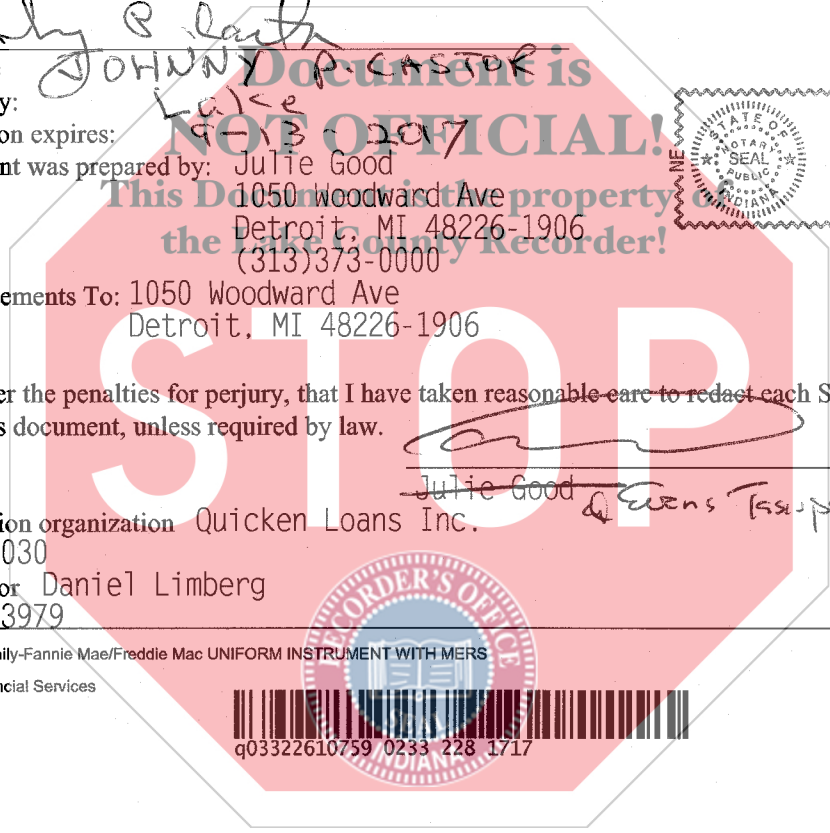 JOHNNY P. CASTOR
y: Lake
on expires: 9-13-2017
nt was prepared by: Julie Good
1050 Woodward Ave
Detroit, MI 48226-1906
(313)373-0000
ements To: 1050 Woodward Ave
Detroit, MI 48226-1906
er the penalties for perjury, that I have taken reasonable care to redact each S
s document, unless required by law.
Julie Good
ion organization Quicken Loans Inc.
030
or Daniel Limberg
3979
ily-Fannie Mae/Freddie Mac UNIFORM INSTRUMENT WITH MERS
ncial Services
q03322610759 0233 228 1717
Document is
NOT OFFICIAL!
This Document is the property of
the Lake County Recorder!
STOP
STATE OF
NOTARY
SEAL
PUBLIC
INDIANA
NE
RECORDER'S OFFICE
SEAL
INDIANA